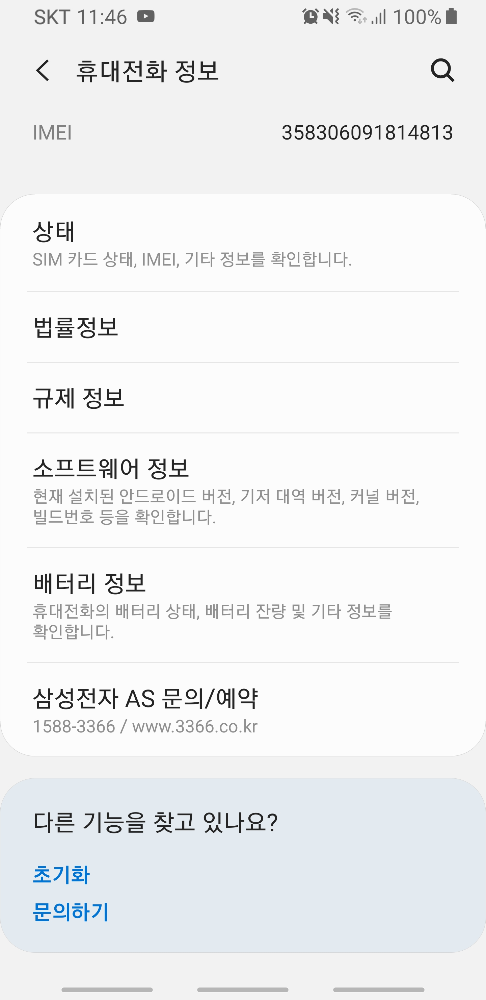 SKT 11:46
100%
휴대전화 정보
IMEI 358306091814813
상태
SIM 카드 상태, IMEI, 기타 정보를 확인합니다.
법률정보
규제 정보
소프트웨어 정보
현재 설치된 안드로이드 버전, 기저 대역 버전, 커널 버전,
빌드번호 등을 확인합니다.
배터리 정보
휴대전화의 배터리 상태, 배터리 잔량 및 기타 정보를
확인합니다.
삼성전자 AS 문의/예약
1588-3366 / www.3366.co.kr
다른 기능을 찾고 있나요?
초기화
문의하기